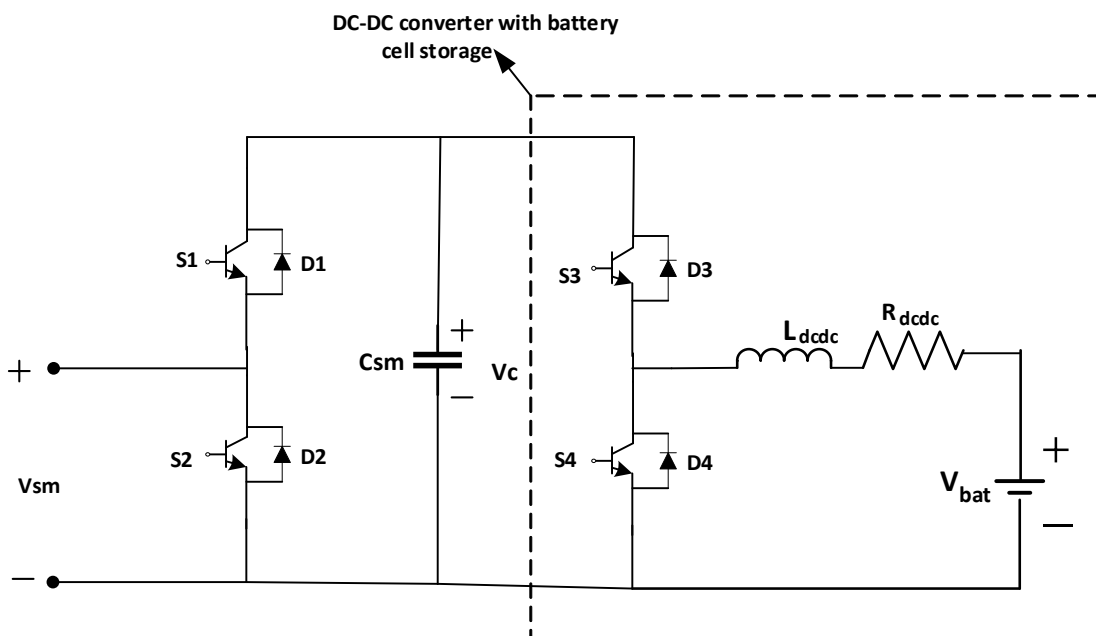 DC-DC converter with battery
cell storage
S1
D1
S3
D3
+
Csm
+
−
Vc
L dcdc
R dcdc
S2
D2
S4
D4
Vsm
−
V bat
+
−